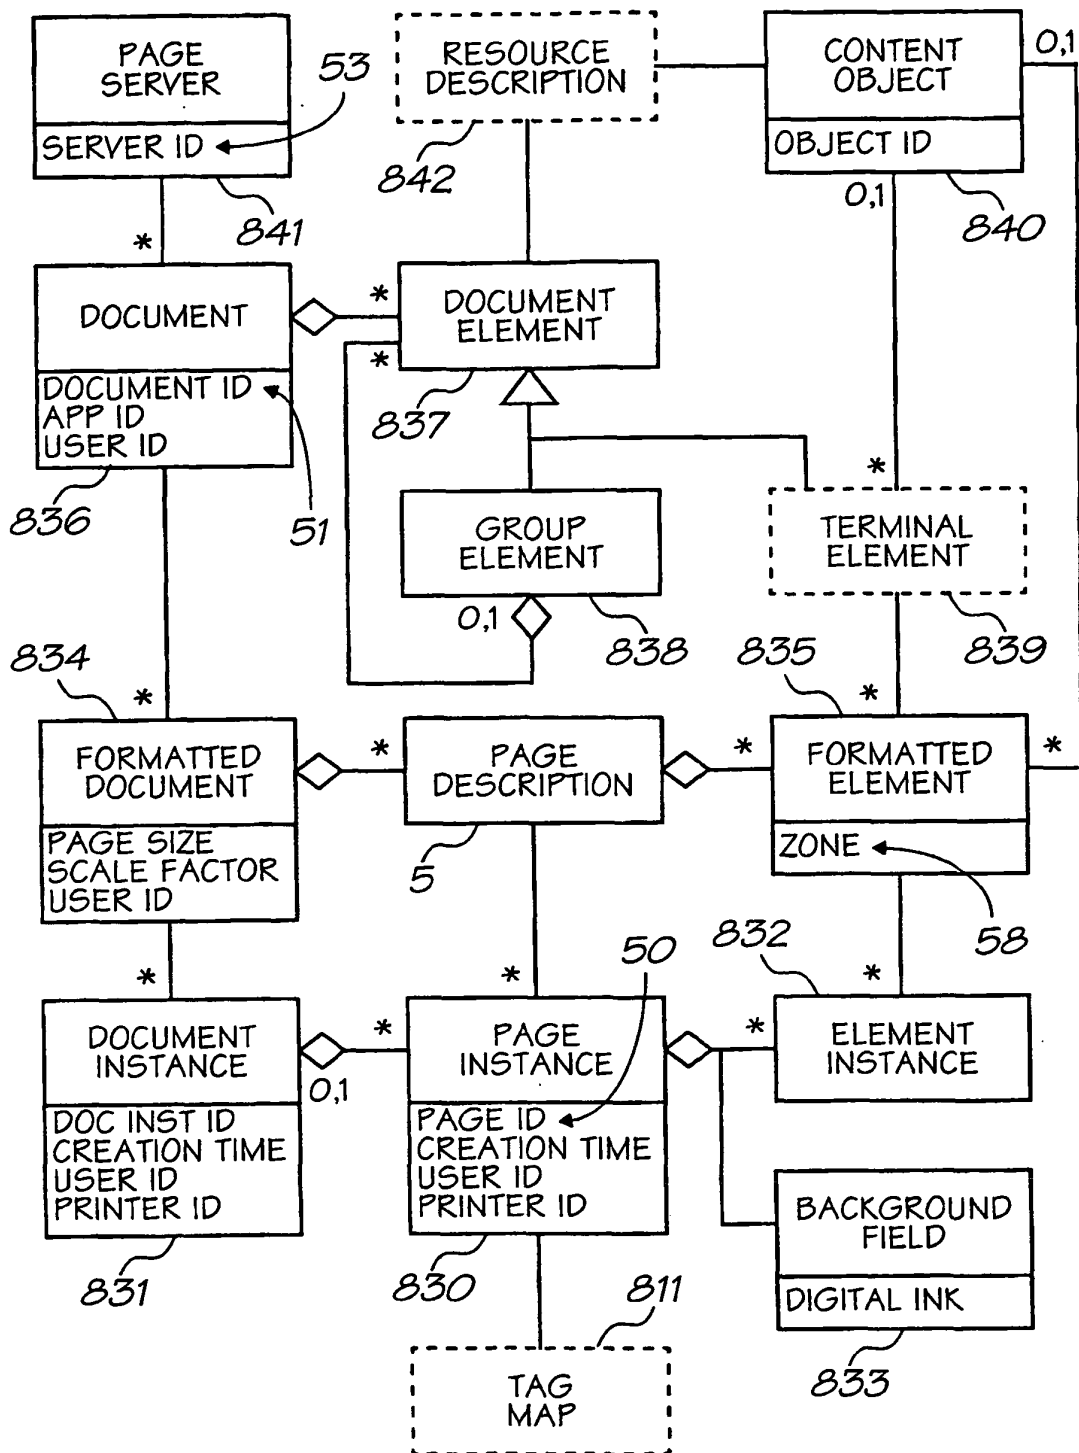 PAGE
SERVER
SERVER ID
53
841
*
RESOURCE
DESCRIPTION
842
CONTENT
OBJECT
OBJECT ID
0,1
0,1
840
DOCUMENT
DOCUMENT ID
APP ID
USER ID
836
51
*
*
DOCUMENT
ELEMENT
837
GROUP
ELEMENT
0,1
838
*
TERMINAL
ELEMENT
839
834
*
FORMATTED
DOCUMENT
PAGE SIZE
SCALE FACTOR
USER ID
*
PAGE
DESCRIPTION
5
835
*
*
FORMATTED
ELEMENT
*
ZONE
58
*
DOCUMENT
INSTANCE
0,1
DOC INST ID
CREATION TIME
USER ID
PRINTER ID
831
50
*
*
PAGE
INSTANCE
PAGE ID
CREATION TIME
USER ID
PRINTER ID
830
832
*
*
ELEMENT
INSTANCE
BACKGROUND
FIELD
DIGITAL INK
833
811
TAG
MAP